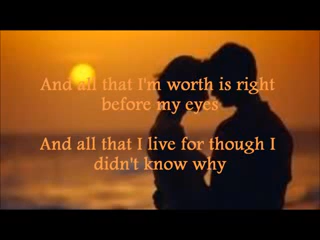 And all that I'm worth is right
before my eyes
And all that I live for though I
didn't know why